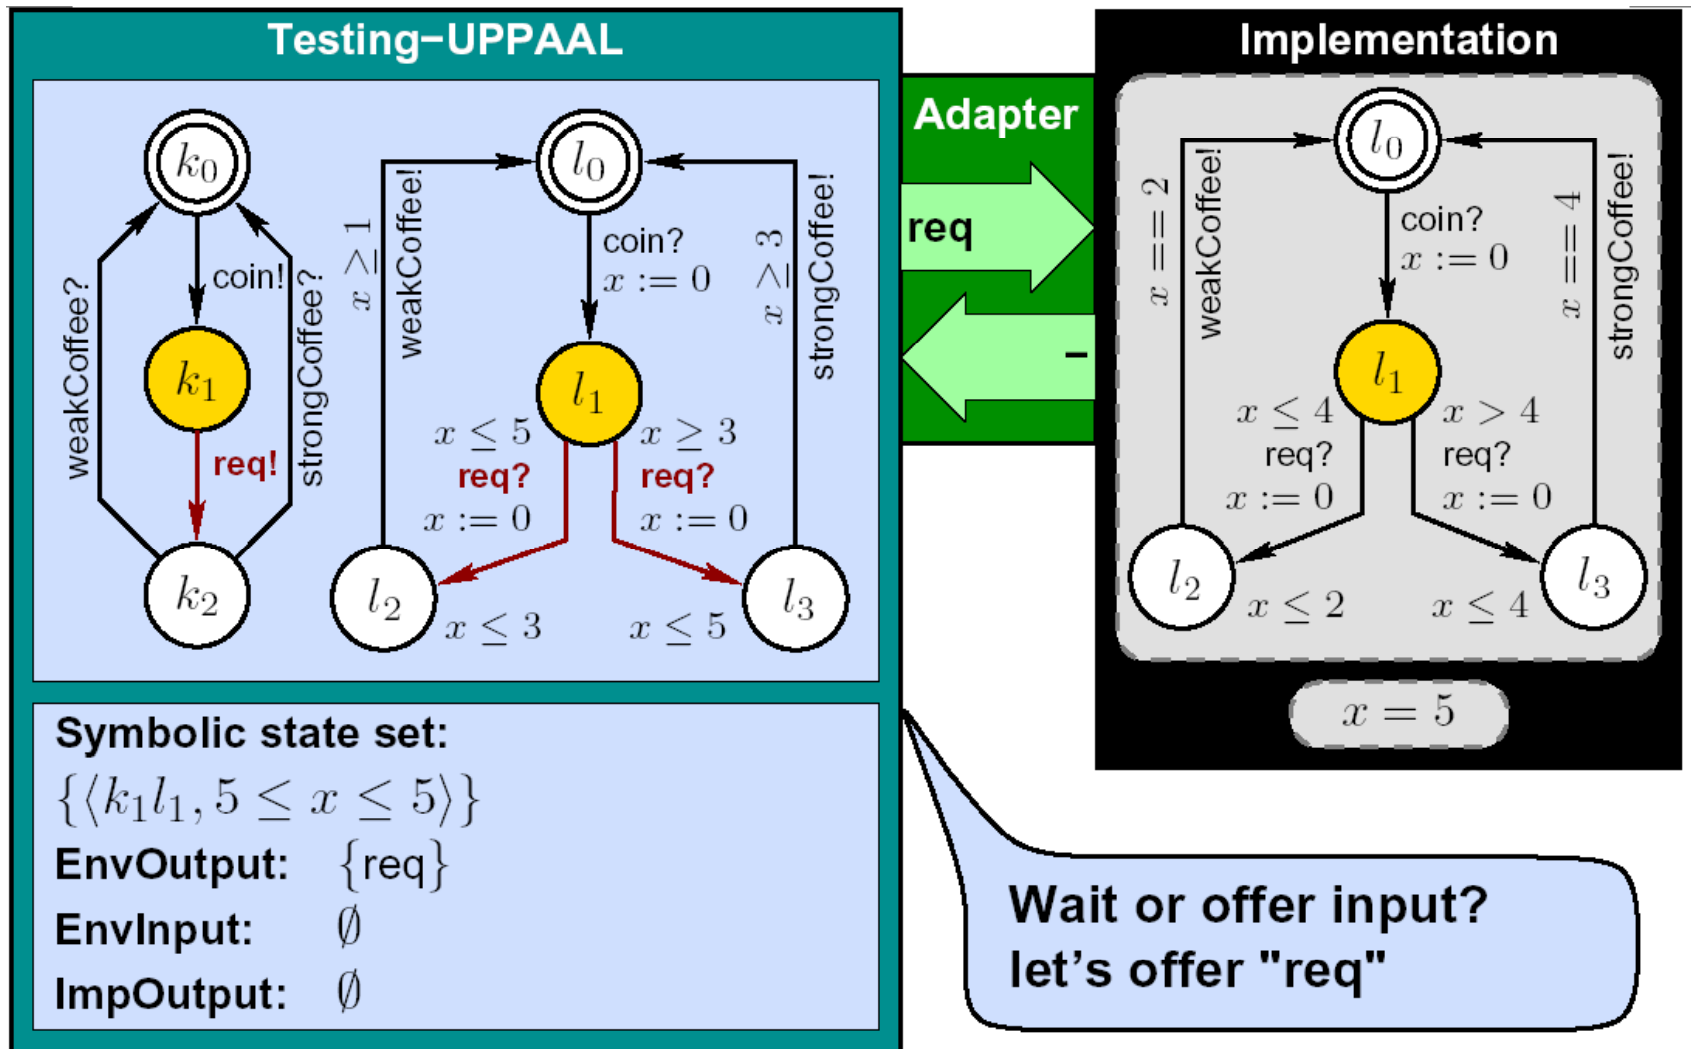 Testing−UPPAAL
k0
coin!
weakCoffee?
strongCoffee?
k1
req!
k2
l0
x ≥ 1
weakCoffee!
coin?
x := 0
x ≥ 3
strongCoffee!
l1
x ≤ 5
req?
x := 0
x ≥ 3
req?
x := 0
l2
x ≤ 3
x ≤ 5
l3
Symbolic state set:
{⟨k1l1, 5 ≤ x ≤ 5⟩}
EnvOutput: {req}
EnvInput: ∅
ImpOutput: ∅
Adapter
req
−
Implementation
l0
x == 2
weakCoffee!
coin?
x := 0
x == 4
strongCoffee!
l1
x ≤ 4
req?
x := 0
x > 4
req?
x := 0
l2
x ≤ 2
x ≤ 4
l3
x = 5
Wait or offer input?
let's offer "req"